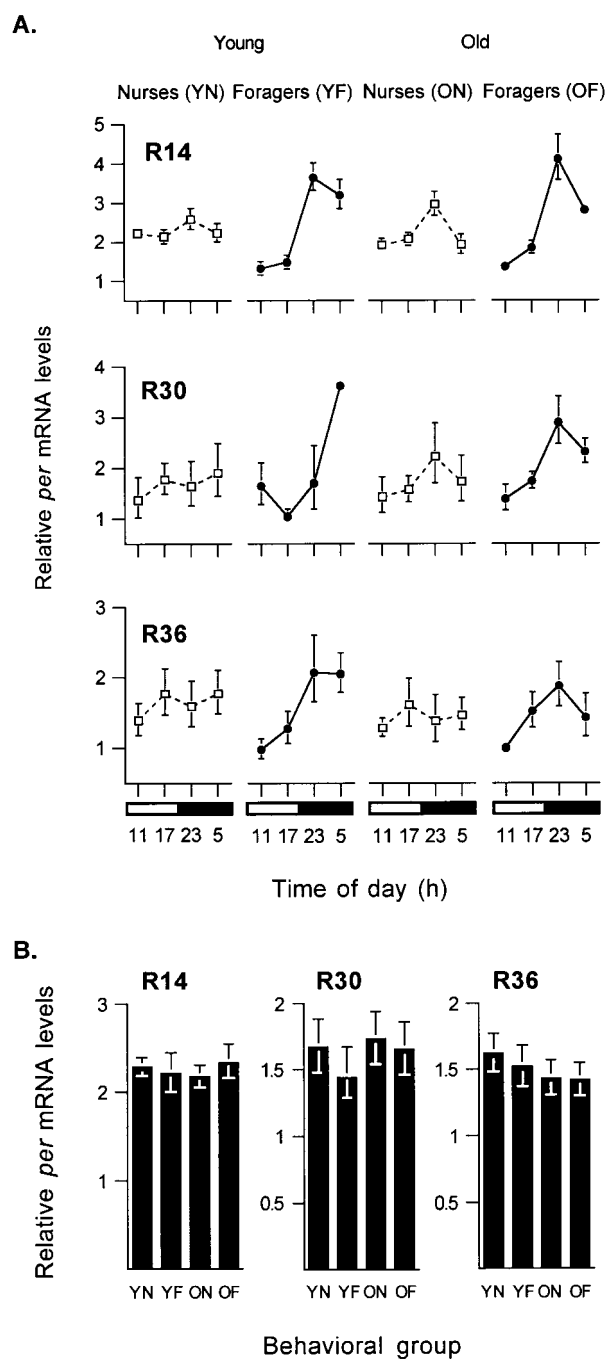 A.
Young Old
Nurses (YN) Foragers (YF) Nurses (ON) Foragers (OF)
R14
5
4
3
2
1
R30
4
3
2
1
R36
3
2
1
Relative per mRNA levels
11 17 23 5 11 17 23 5 11 17 23 5 11 17 23 5
Time of day (h)
B.
R14 R30 R36
3
2
1
2
1.5
1
0.5
2
1.5
1
0.5
Relative per mRNA levels
YN YF ON OF YN YF ON OF YN YF ON OF
Behavioral group